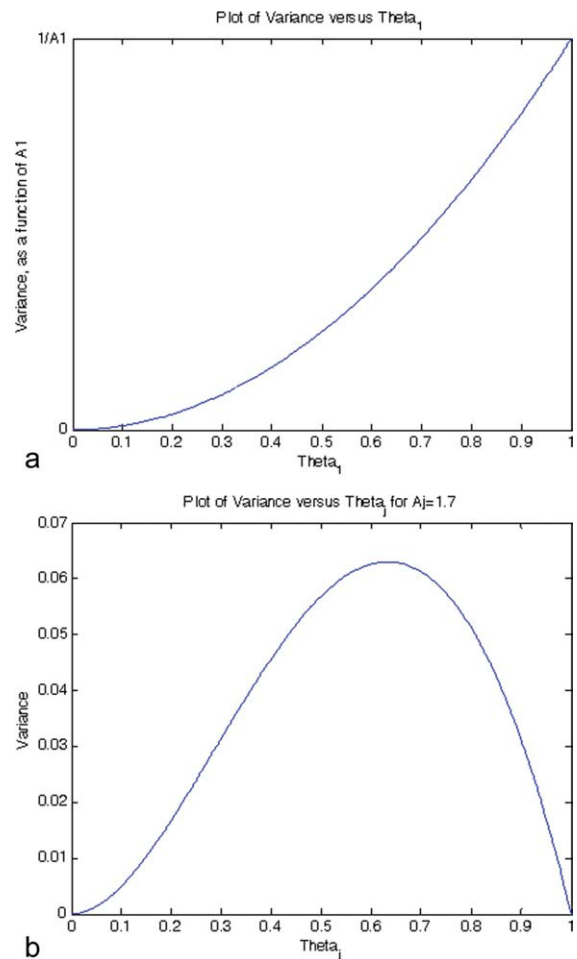 Plot of Variance versus Theta₁
1/A1
Variance, as a function of A1
0
0 0.1 0.2 0.3 0.4 0.5 0.6 0.7 0.8 0.9 1
Theta₁
a
Plot of Variance versus Thetaⱼ for Aj=1.7
0.07
0.06
0.05
0.04
0.03
0.02
0.01
0
Variance
0 0.1 0.2 0.3 0.4 0.5 0.6 0.7 0.8 0.9 1
Thetaⱼ
b